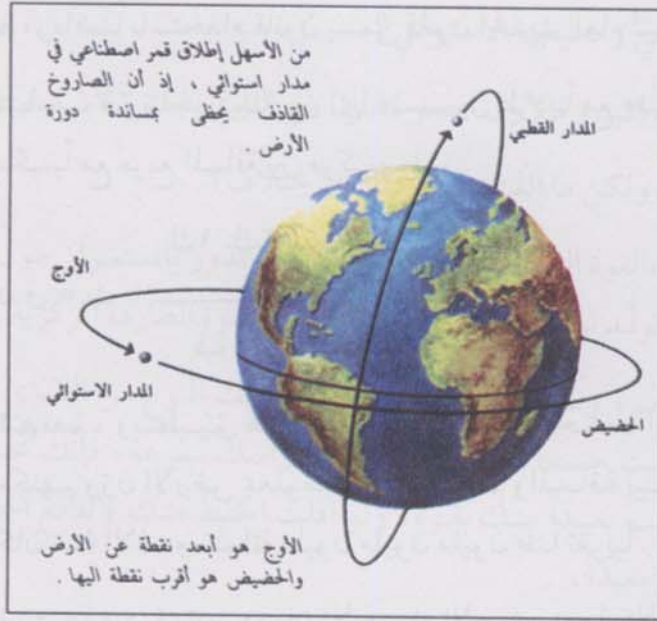 من الأسهل إطلاق قمر اصطناعي في
مدار استوائي ، إذ أن الصاروخ
القاذف يحظى بمساندة دورة
الأرض .
المدار القطبي
الأوج
المدار الاستوائي
الحضيض
الأوج هو أبعد نقطة عن الأرض
والحضيض هو أقرب نقطة اليها .